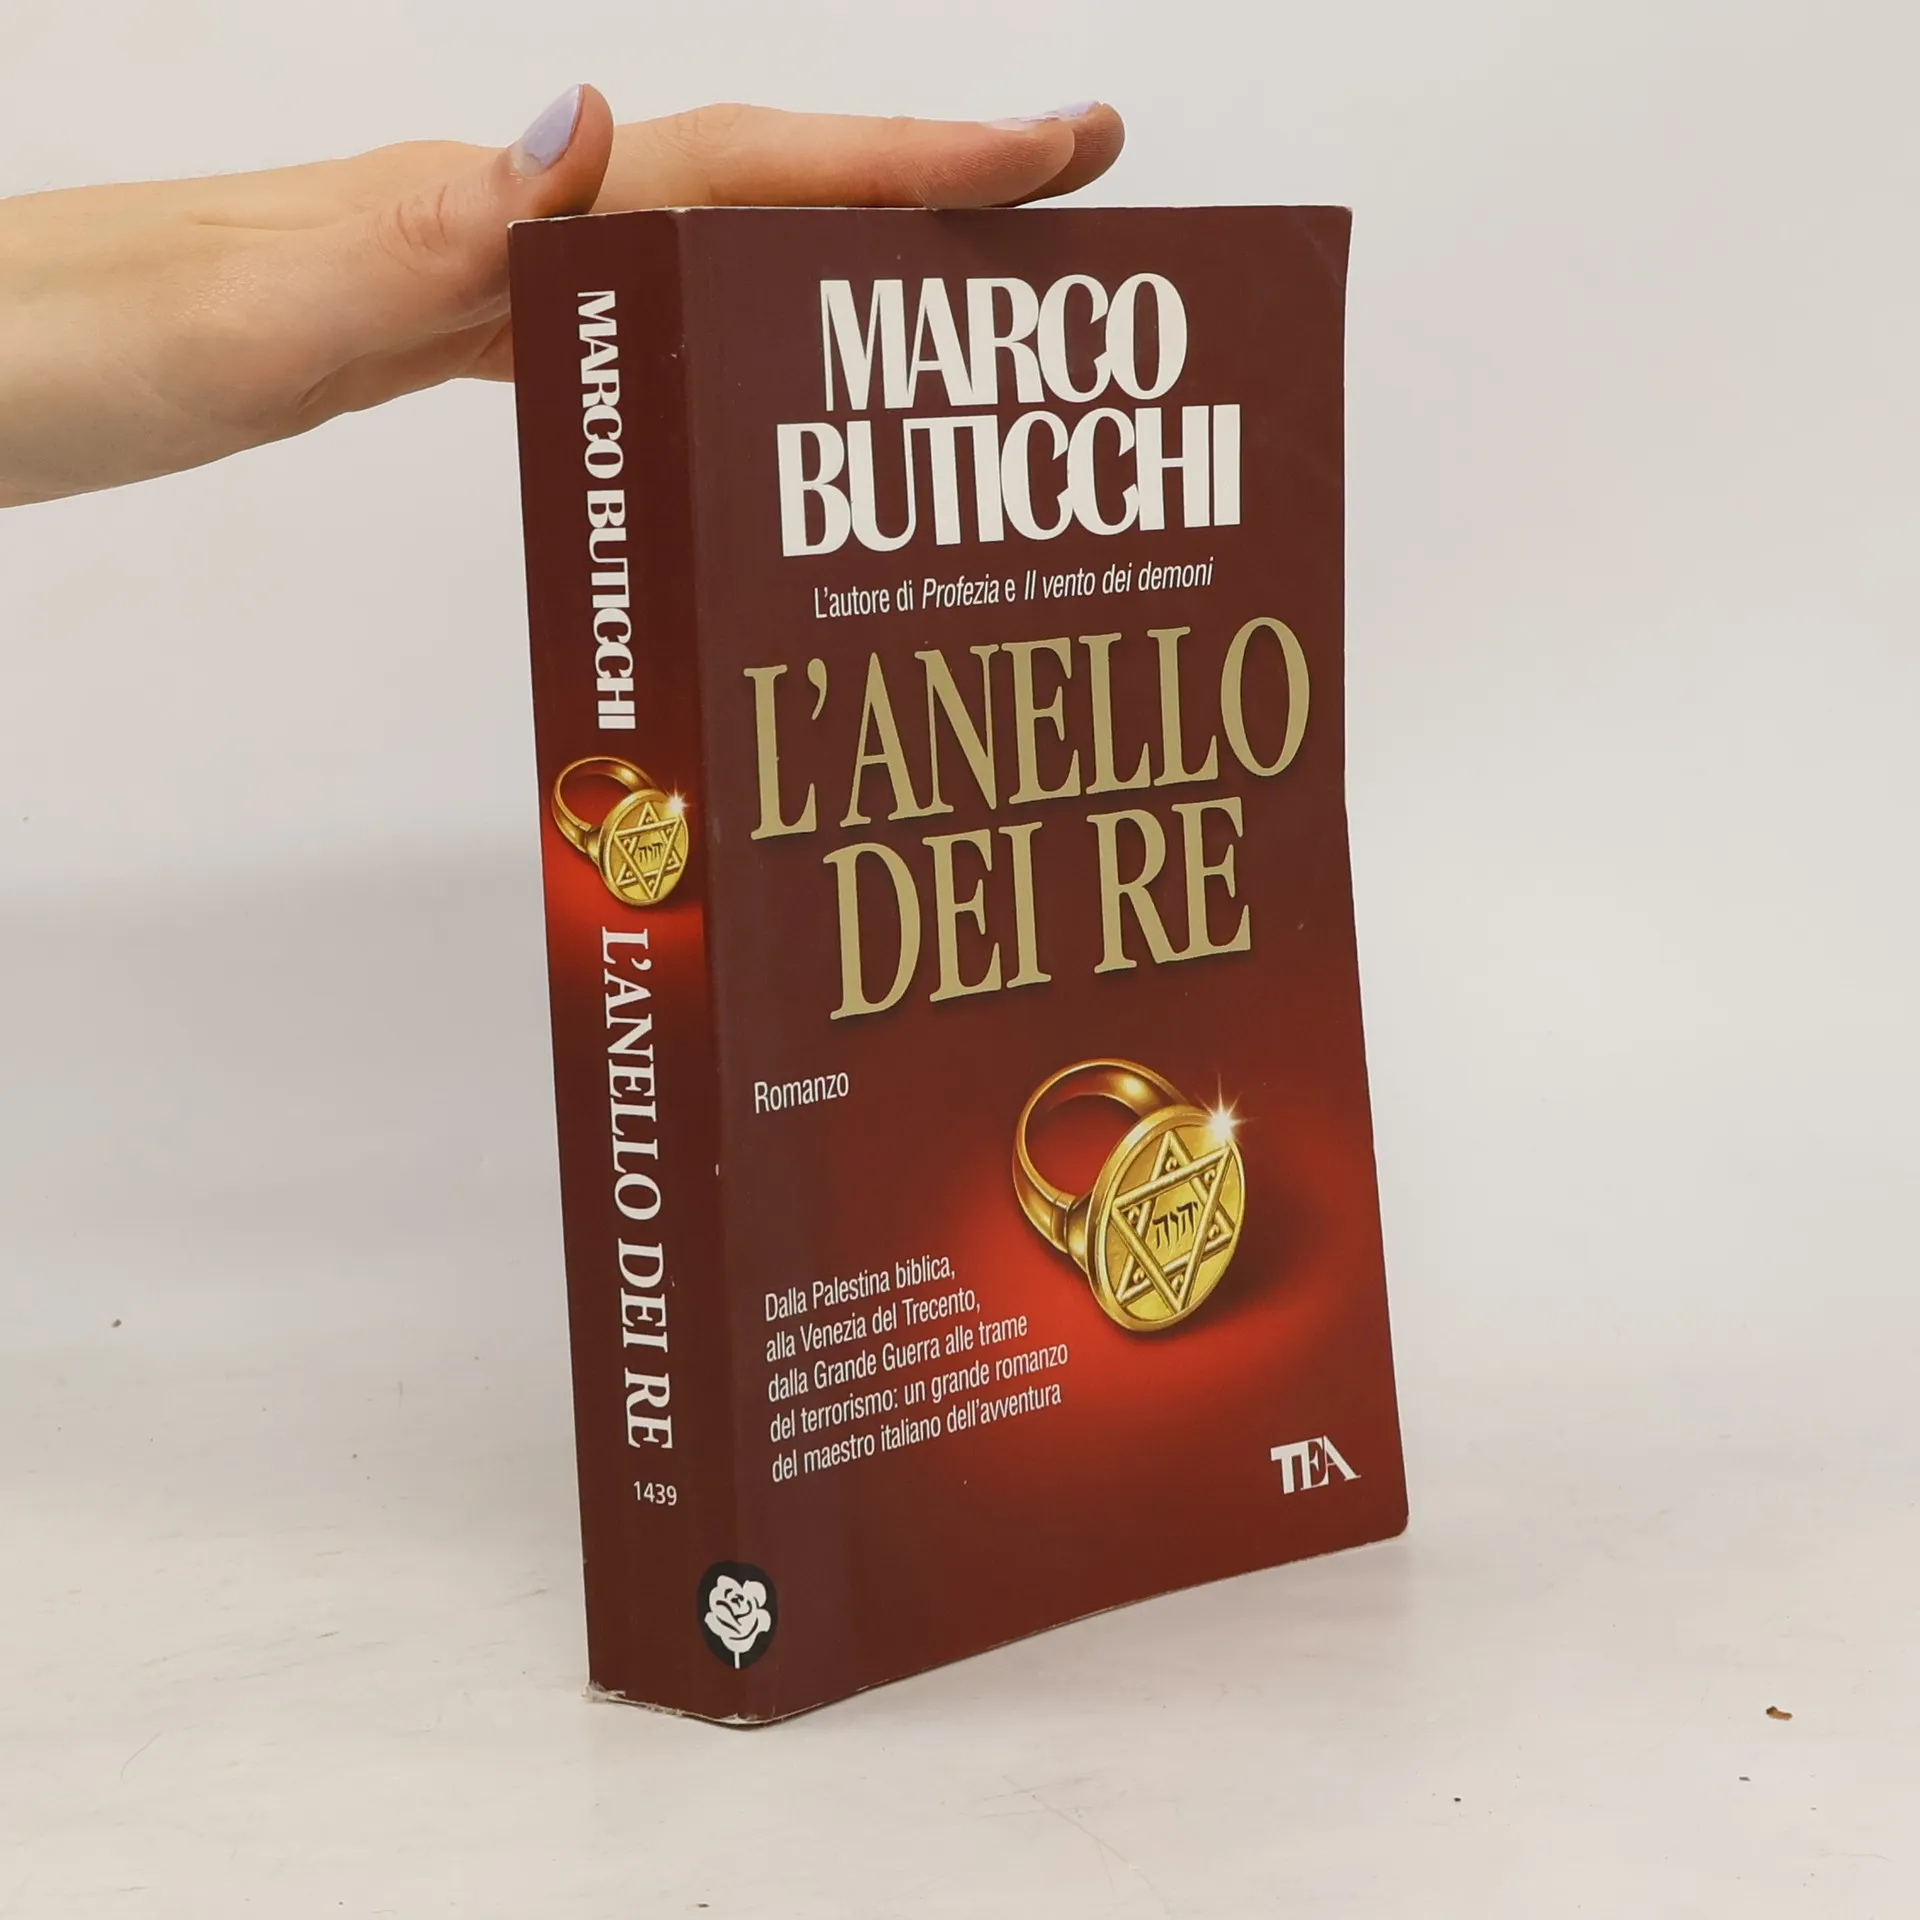 MARCO BUTICCHI
יהוה
L'ANELLO DEI RE
1439
MARCO
BUTICCHI
L'autore di Profezia e Il vento dei demoni
L'ANELLO
DEI RE
Romanzo
יהוה
Dalla Palestina biblica,
alla Venezia del Trecento,
dalla Grande Guerra alle trame
del terrorismo: un grande romanzo
del maestro italiano dell'avventura
TEA